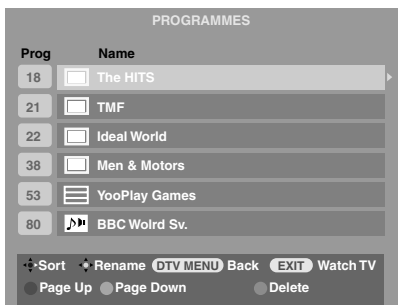 PROGRAMMES
Prog Name
18 The HITS
21 TMF
22 Ideal World
38 Men & Motors
53 YooPlay Games
80 BBC Wolrd Sv.
Sort Rename DTV MENU Back EXIT Watch TV
Page Up Page Down Delete